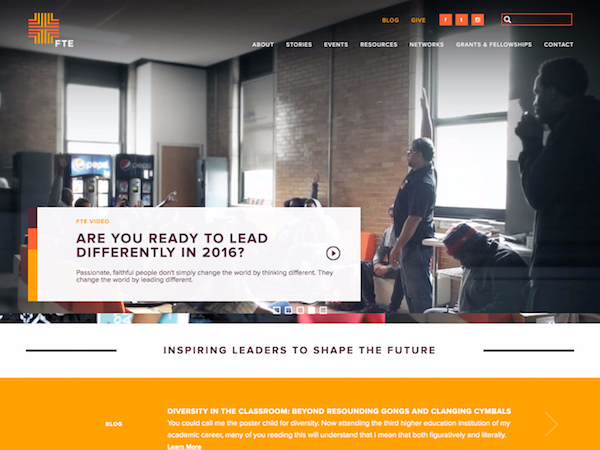 BLOG GIVE
FTE
ABOUT STORIES EVENTS RESOURCES NETWORKS GRANTS & FELLOWSHIPS CONTACT
pepsi pepsi
FTE VIDEO
ARE YOU READY TO LEAD
DIFFERENTLY IN 2016?
Passionate, faithful people don't simply change the world by thinking different. They
change the world by leading different.
INSPIRING LEADERS TO SHAPE THE FUTURE
DIVERSITY IN THE CLASSROOM: BEYOND RESOUNDING GONGS AND CLANGING CYMBALS
BLOG You could call me the poster child for diversity. Now attending the third higher education institution of my
academic career, many of you reading this will understand that I mean that both figuratively and literally.
Learn More